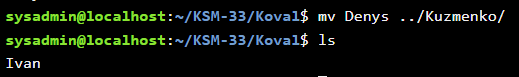 sysadmin@localhost:~/KSM-33/Koval$ mv Denys ../Kuzmenko/
sysadmin@localhost:~/KSM-33/Koval$ ls
Ivan